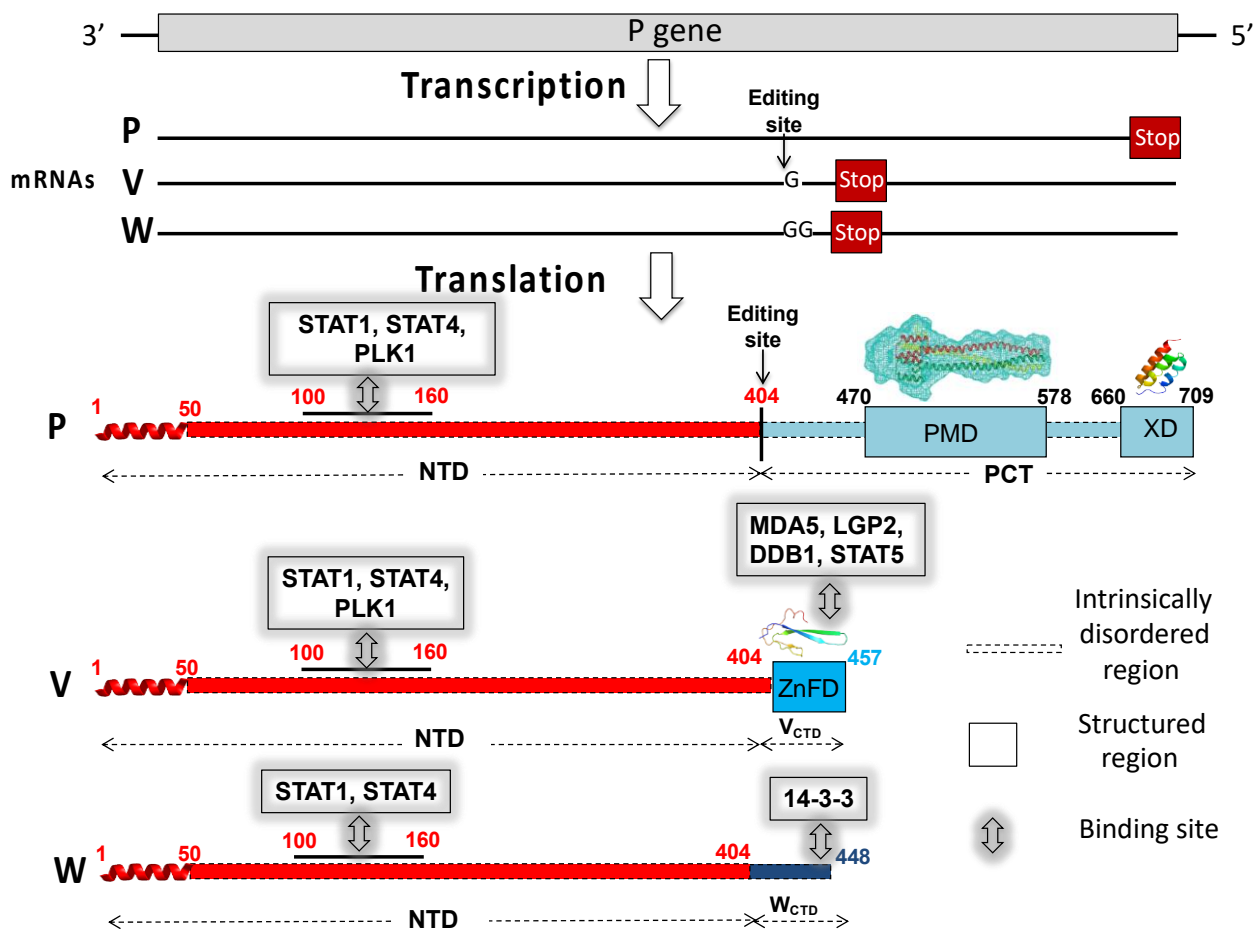 3’ P gene 5’
Transcription
Editing
site
P Stop
mRNAs V G Stop
W GG Stop
Translation
STAT1, STAT4,
PLK1
Editing
site
1 50 100 160 404 470 578 660 709
P PMD XD
NTD PCT
MDA5, LGP2,
DDB1, STAT5
STAT1, STAT4,
PLK1
1 50 100 160 404 457
V ZnFD
NTD VCTD
STAT1, STAT4 14-3-3
1 50 100 160 404 448
W
NTD WCTD
Intrinsically
disordered
region
Structured
region
Binding site